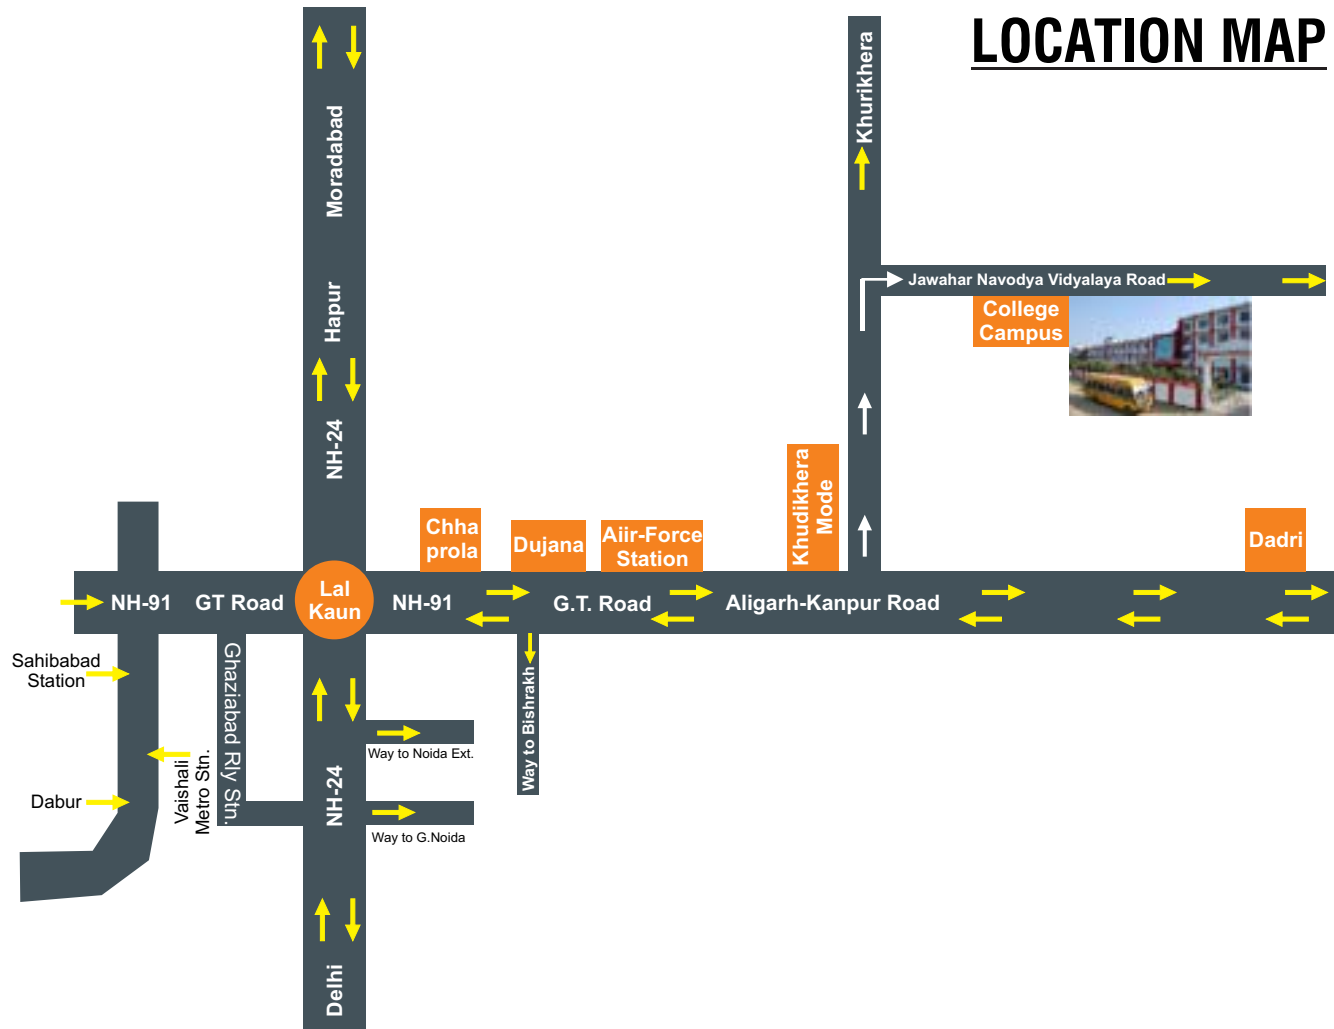 LOCATION MAP
Moradabad
Khurikhera
Hapur
Jawahar Navodya Vidyalaya Road
College
Campus
NH-24
Khudikhera
Mode
Chha
prola
Dujana
Aiir-Force
Station
Dadri
NH-91
GT Road
Lal
Kaun
NH-91
G.T. Road
Aligarh-Kanpur Road
Sahibabad
Station
Ghaziabad Rly Stn.
Way to Bishrakh
Way to Noida Ext.
Vaishali
Metro Stn.
Dabur
NH-24
Way to G.Noida
Delhi